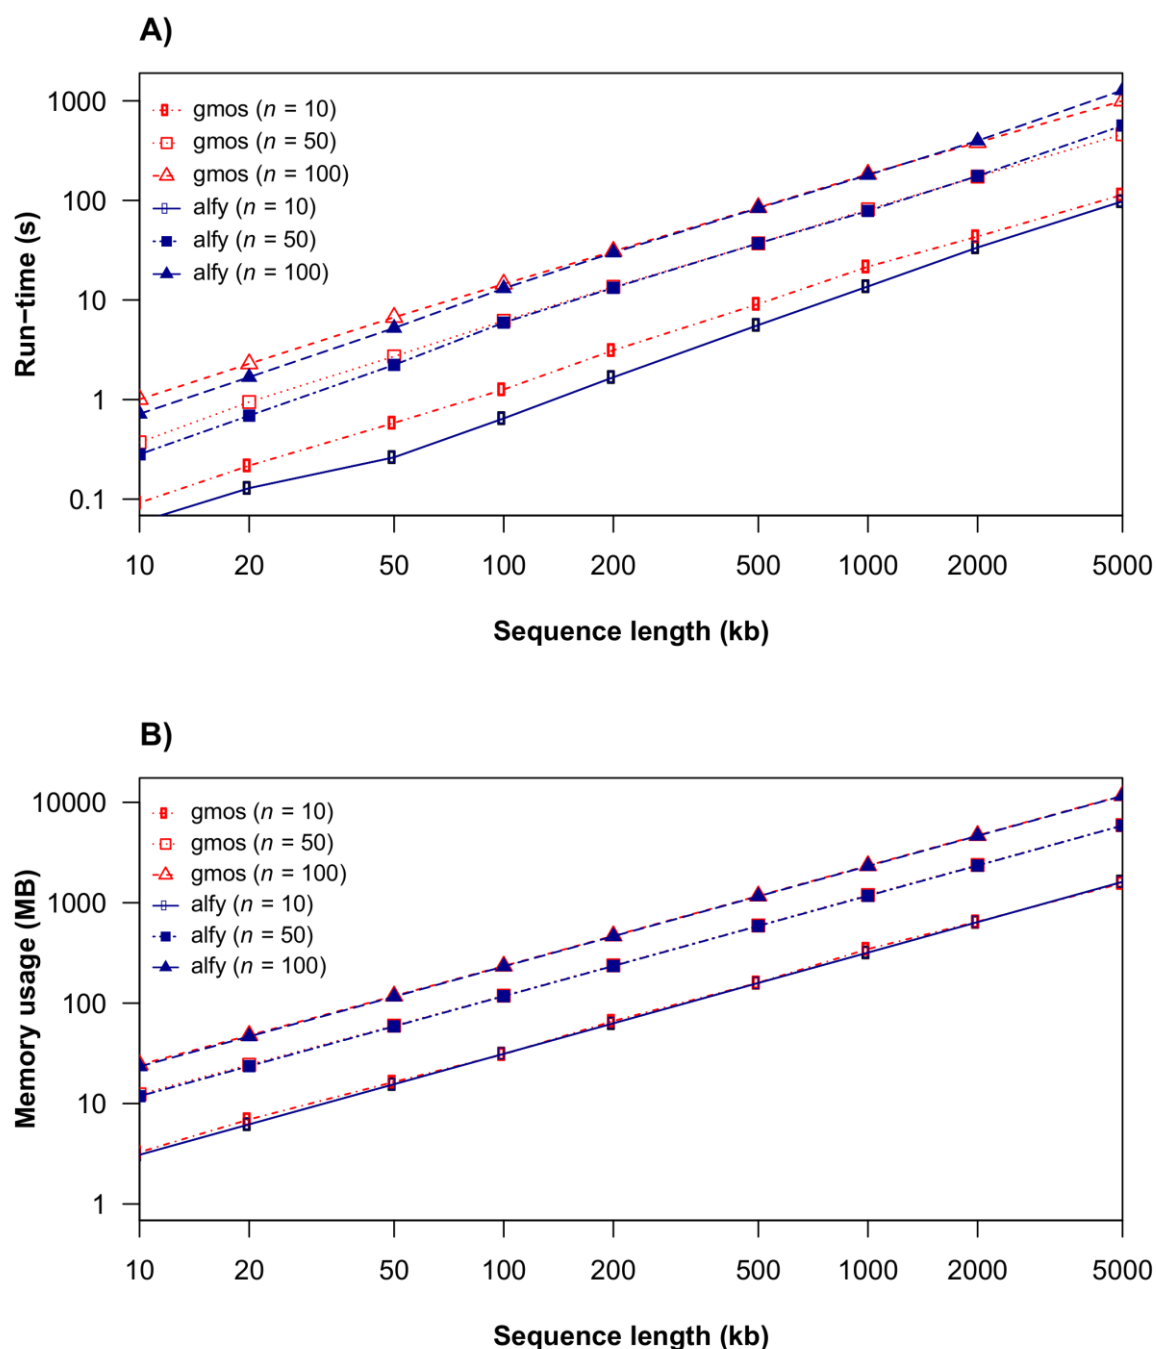 A)
Run−time (s)
1000
100
10
1
0.1
gmos (n = 10)
gmos (n = 50)
gmos (n = 100)
alfy (n = 10)
alfy (n = 50)
alfy (n = 100)
10 20 50 100 200 500 1000 2000 5000
Sequence length (kb)
B)
Memory usage (MB)
10000
1000
100
10
1
gmos (n = 10)
gmos (n = 50)
gmos (n = 100)
alfy (n = 10)
alfy (n = 50)
alfy (n = 100)
10 20 50 100 200 500 1000 2000 5000
Sequence length (kb)